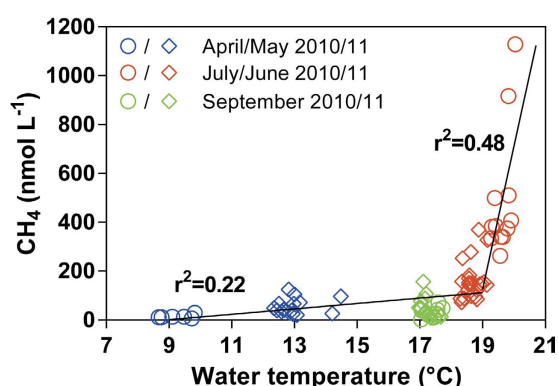 1200
1000
800
600
400
200
0
CH₄ (nmol L⁻¹)
○ / ◇ April/May 2010/11
○ / ◇ July/June 2010/11
○ / ◇ September 2010/11
r²=0.48
r²=0.22
7 9 11 13 15 17 19 21
Water temperature (°C)